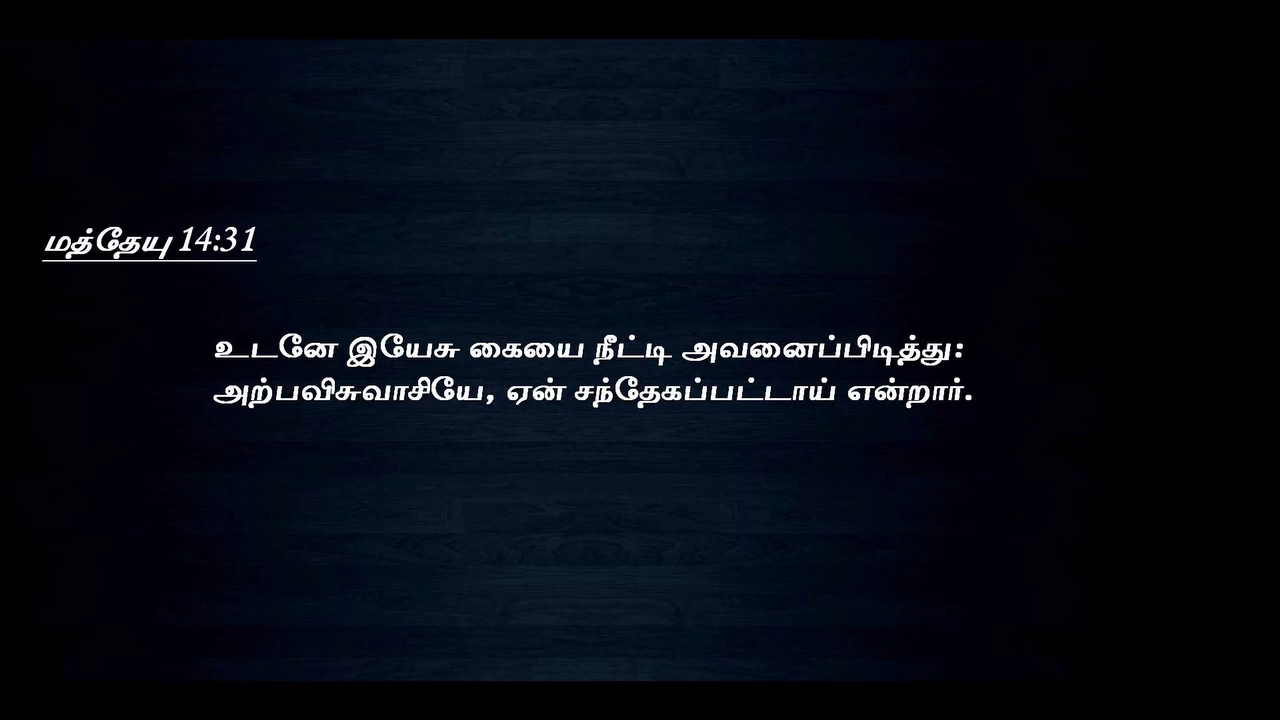 மத்தேயு 14:31
உடனே இயேசு கையை நீட்டி அவனைப்பிடித்து:
அற்பவிசுவாசியே, ஏன் சந்தேகப்பட்டாய் என்றார்.